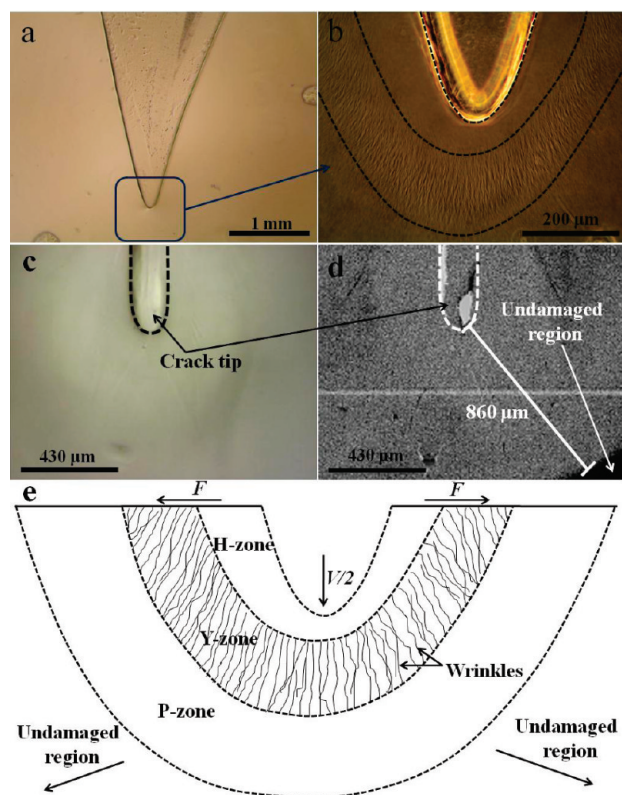 a
1 mm
b
200 μm
c
Crack tip
430 μm
d
Undamaged
region
860 μm
430 μm
e
F
F
H-zone
V/2
Y-zone
Wrinkles
P-zone
Undamaged
region
Undamaged
region